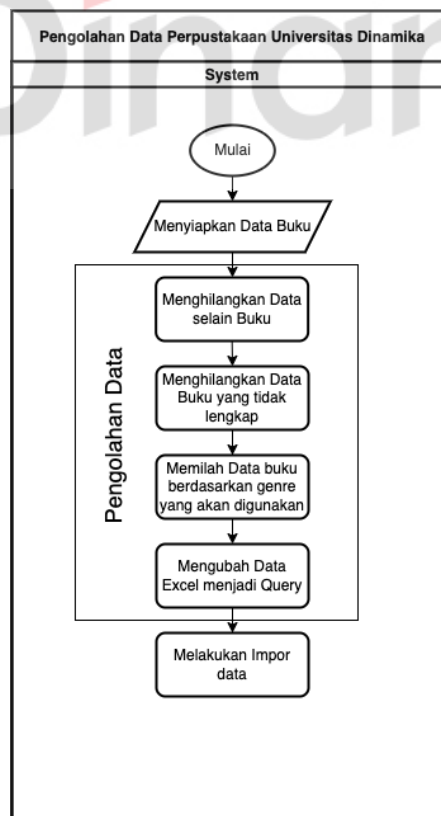 Pengolahan Data Perpustakaan Universitas Dinamika
System
Mulai
Menyiapkan Data Buku
Pengolahan Data
Menghilangkan Data
selain Buku
Menghilangkan Data
Buku yang tidak
lengkap
Memilah Data buku
berdasarkan genre
yang akan digunakan
Mengubah Data
Excel menjadi Query
Melakukan Impor
data